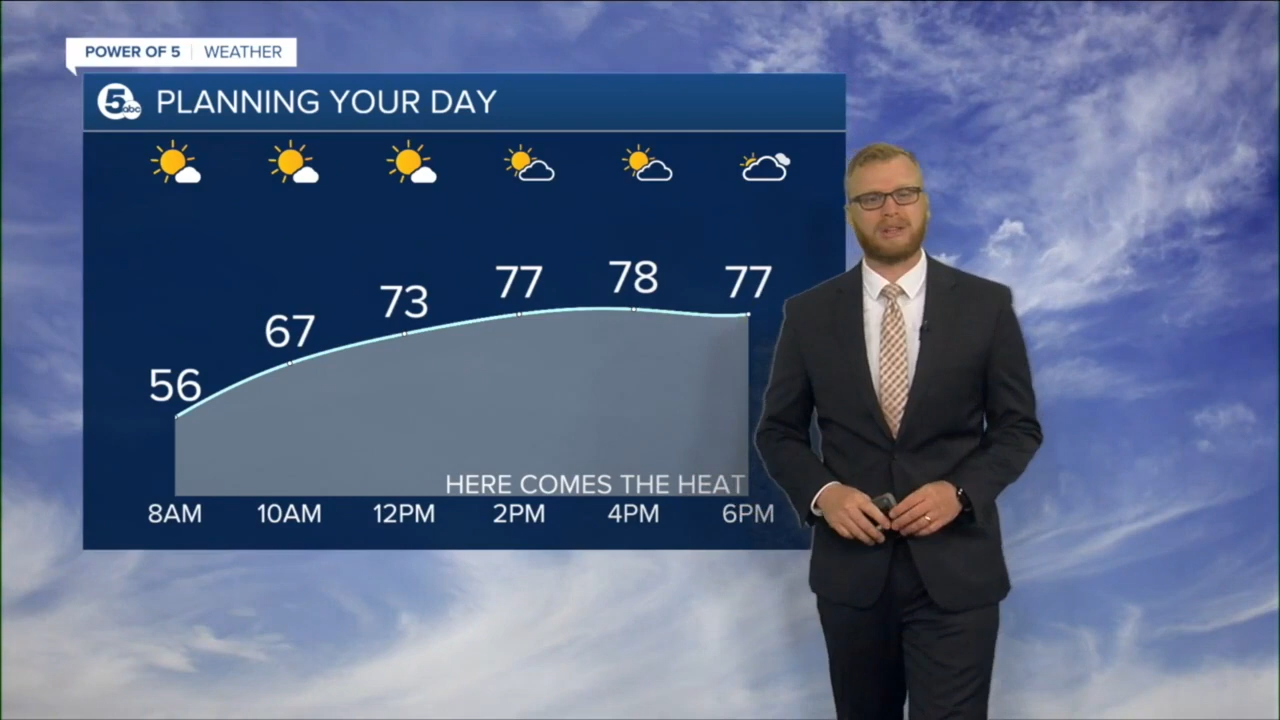 POWER OF 5 | WEATHER
5 abc PLANNING YOUR DAY
56 67 73 77 78 77
HERE COMES THE HEAT
8AM 10AM 12PM 2PM 4PM 6PM